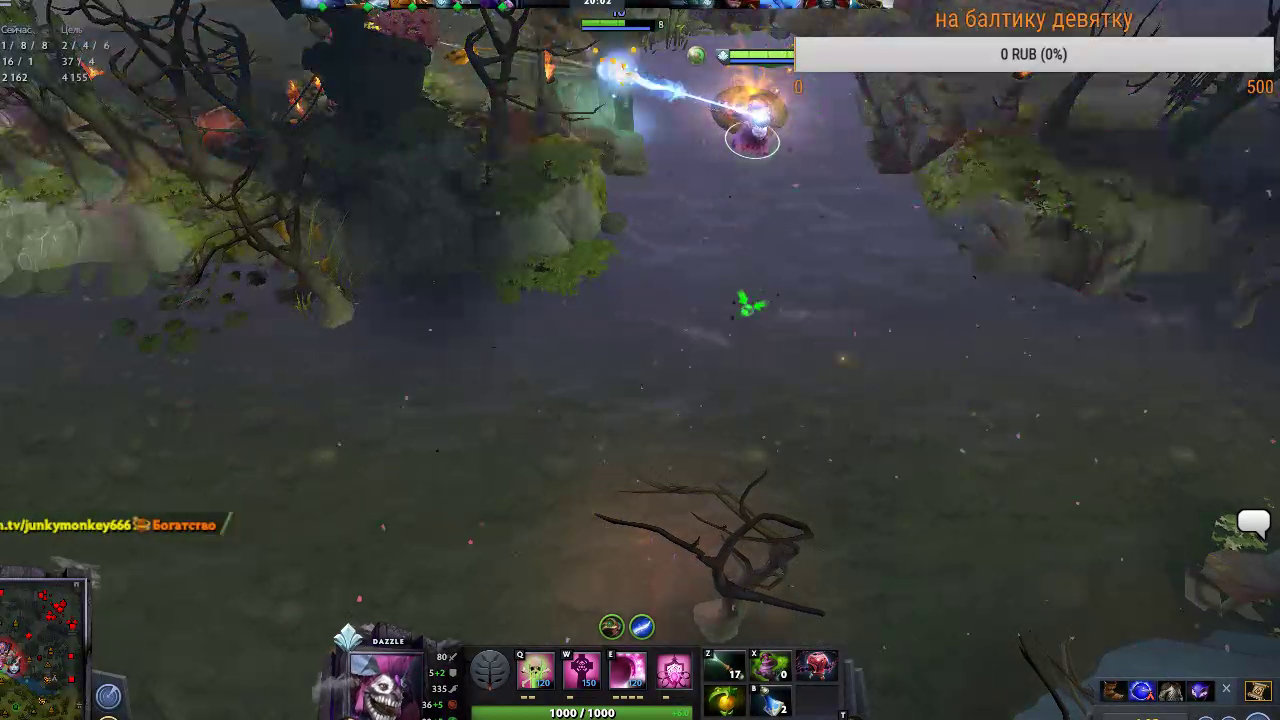 20:02
на балтику девятку
Сейчас Цель
1 / 8 / 8 2 / 4 / 6
16 / 1 37 / 4
2 162 4 155
0 RUB (0%)
0 500
n.tv/junkymonkey666 Богатство
DAZZLE
80
5+2
335
36+5
Q W E
120 150 120
Z X
17 0
B
2
T
1000 / 1000